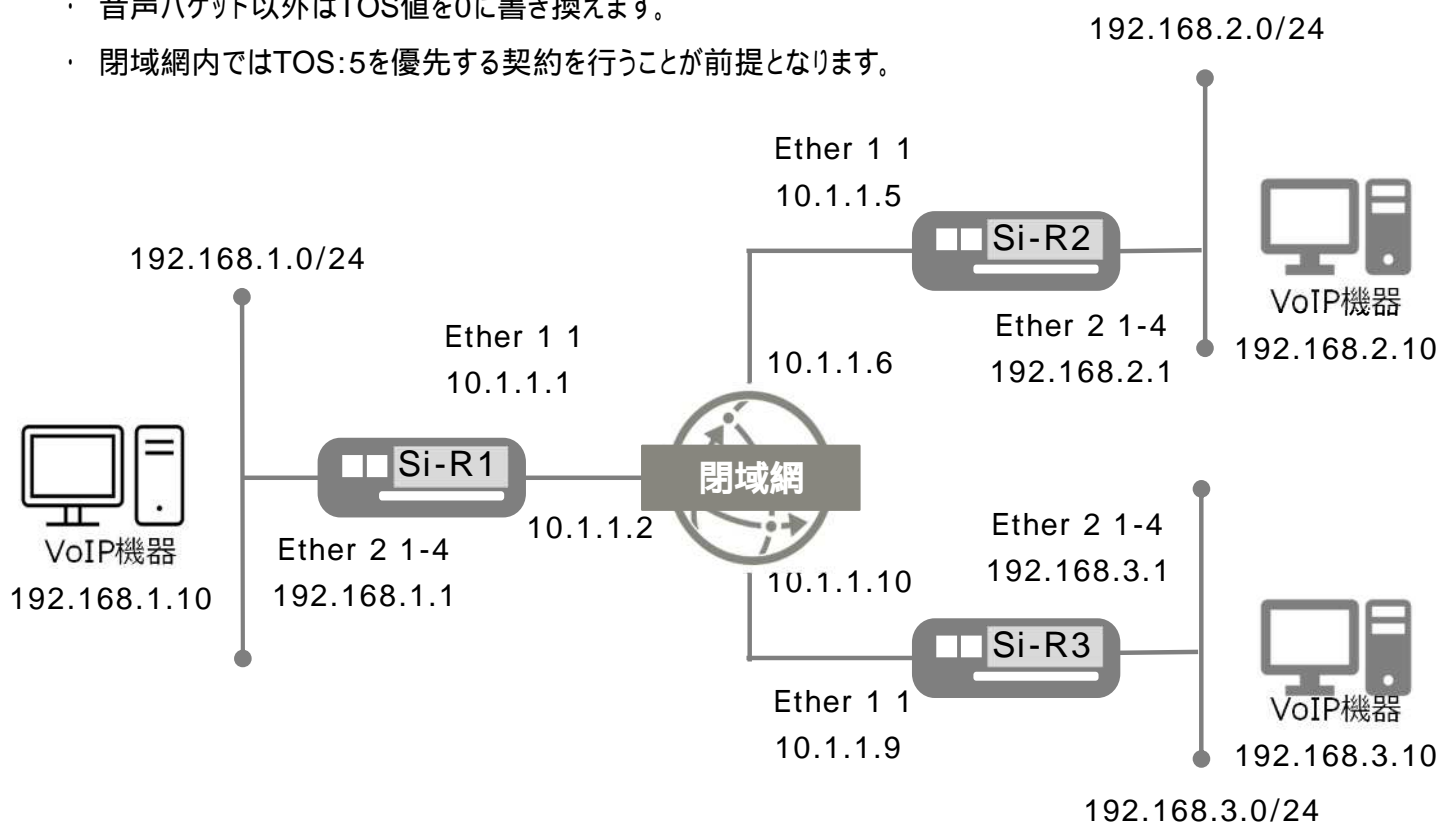 ・ 音声パケット以外はTOS値を0に書き換えます。
・ 閉域網内ではTOS:5を優先する契約を行うことが前提となります。
192.168.2.0/24
Ether 1 1
10.1.1.5
Si-R2
VoIP機器
192.168.2.10
Ether 2 1-4
192.168.2.1
192.168.1.0/24
Ether 1 1
10.1.1.1
10.1.1.6
Si-R1
閉域網
10.1.1.2
VoIP機器
192.168.1.10
Ether 2 1-4
192.168.1.1
Ether 2 1-4
192.168.3.1
10.1.1.10
Si-R3
Ether 1 1
10.1.1.9
VoIP機器
192.168.3.10
192.168.3.0/24